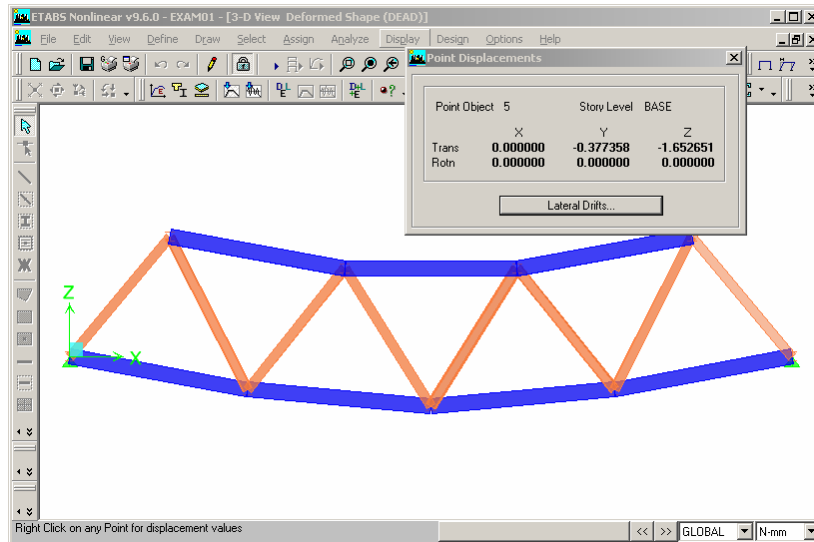 ETABS Nonlinear v9.6.0 - EXAM01 - [3-D View Deformed Shape (DEAD)]
File Edit View Define Draw Select Assign Analyze Display Design Options Help
Point Displacements
Point Object 5 Story Level BASE
X Y Z
Trans 0.000000 -0.377358 -1.652651
Rotn 0.000000 0.000000 0.000000
Lateral Drifts...
Z
X
Right Click on any Point for displacement values
<< >> GLOBAL N-mm